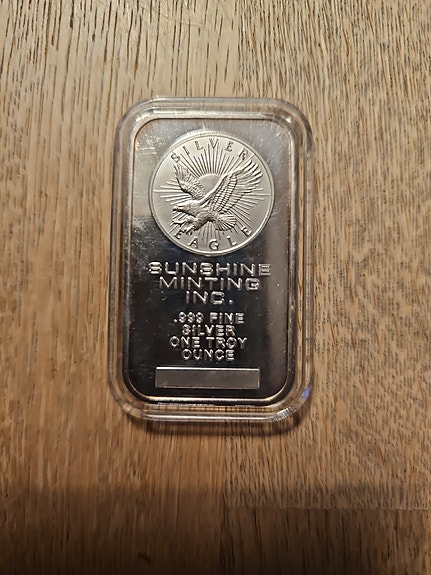 SILVER
EAGLE
SUNSHINE
MINTING
INC.
.999 FINE
SILVER
ONE TROY
OUNCE